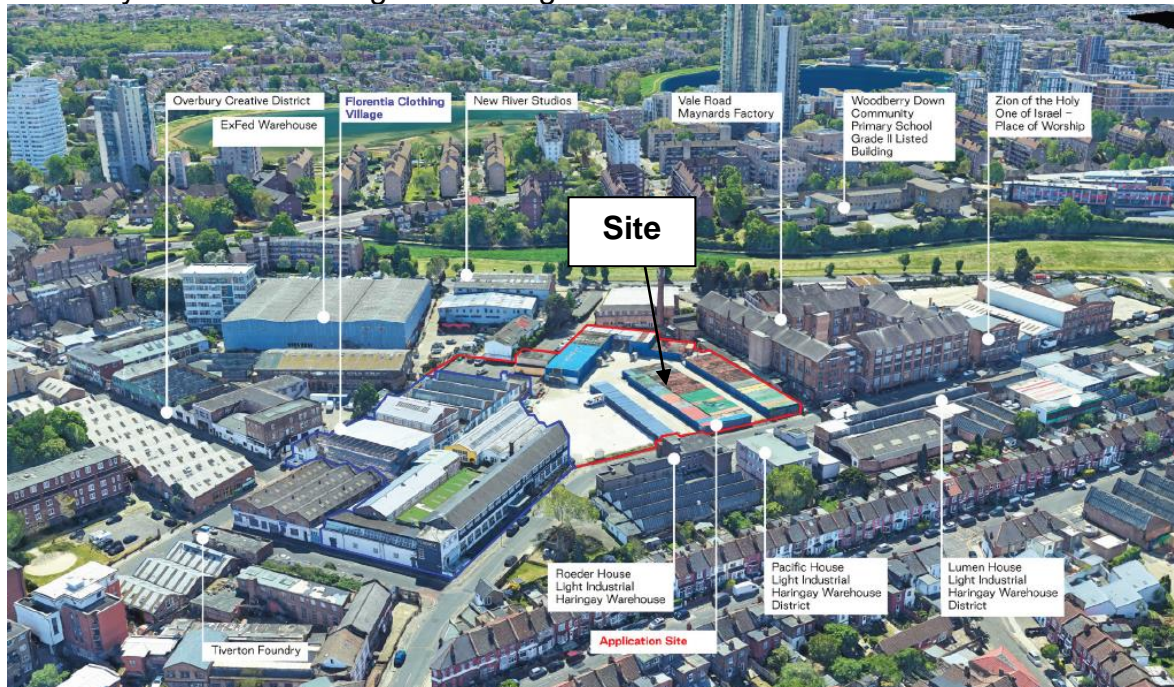 Overbury Creative District
ExFed Warehouse
Florentia Clothing
Village
New River Studios
Vale Road
Maynards Factory
Woodberry Down
Community
Primary School
Grade II Listed
Building
Zion of the Holy
One of Israel –
Place of Worship
Site
Roeder House
Light Industrial
Haringay Warehouse
Pacific House
Light Industrial
Haringay Warehouse
District
Lumen House
Light Industrial
Haringay Warehouse
District
Application Site
Tiverton Foundry